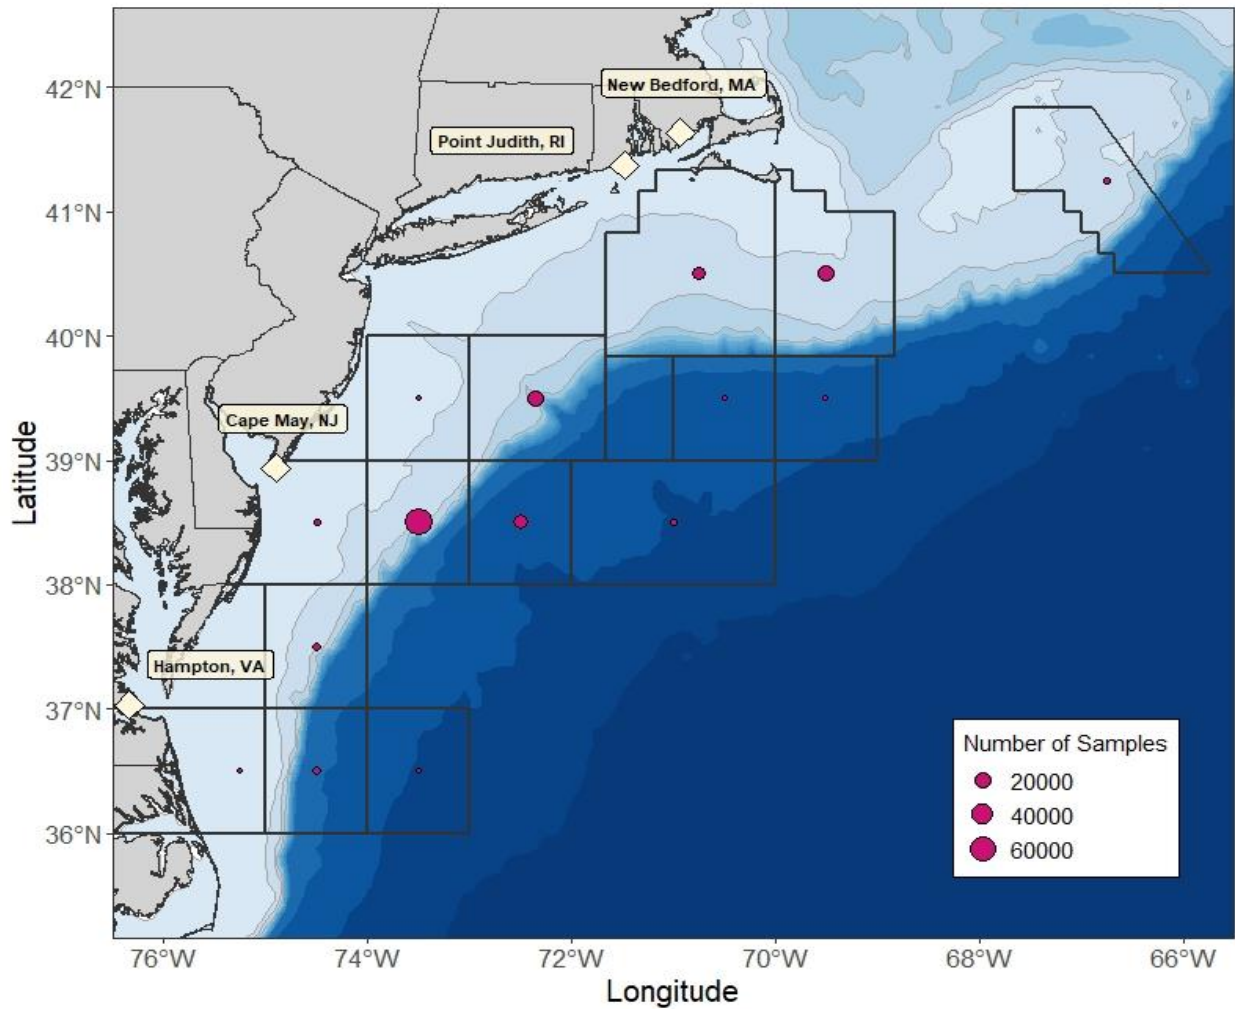 42°N
New Bedford, MA
Point Judith, RI
41°N
40°N
Cape May, NJ
39°N
Latitude
38°N
Hampton, VA
37°N
Number of Samples
20000
40000
60000
36°N
76°W 74°W 72°W 70°W 68°W 66°W
Longitude